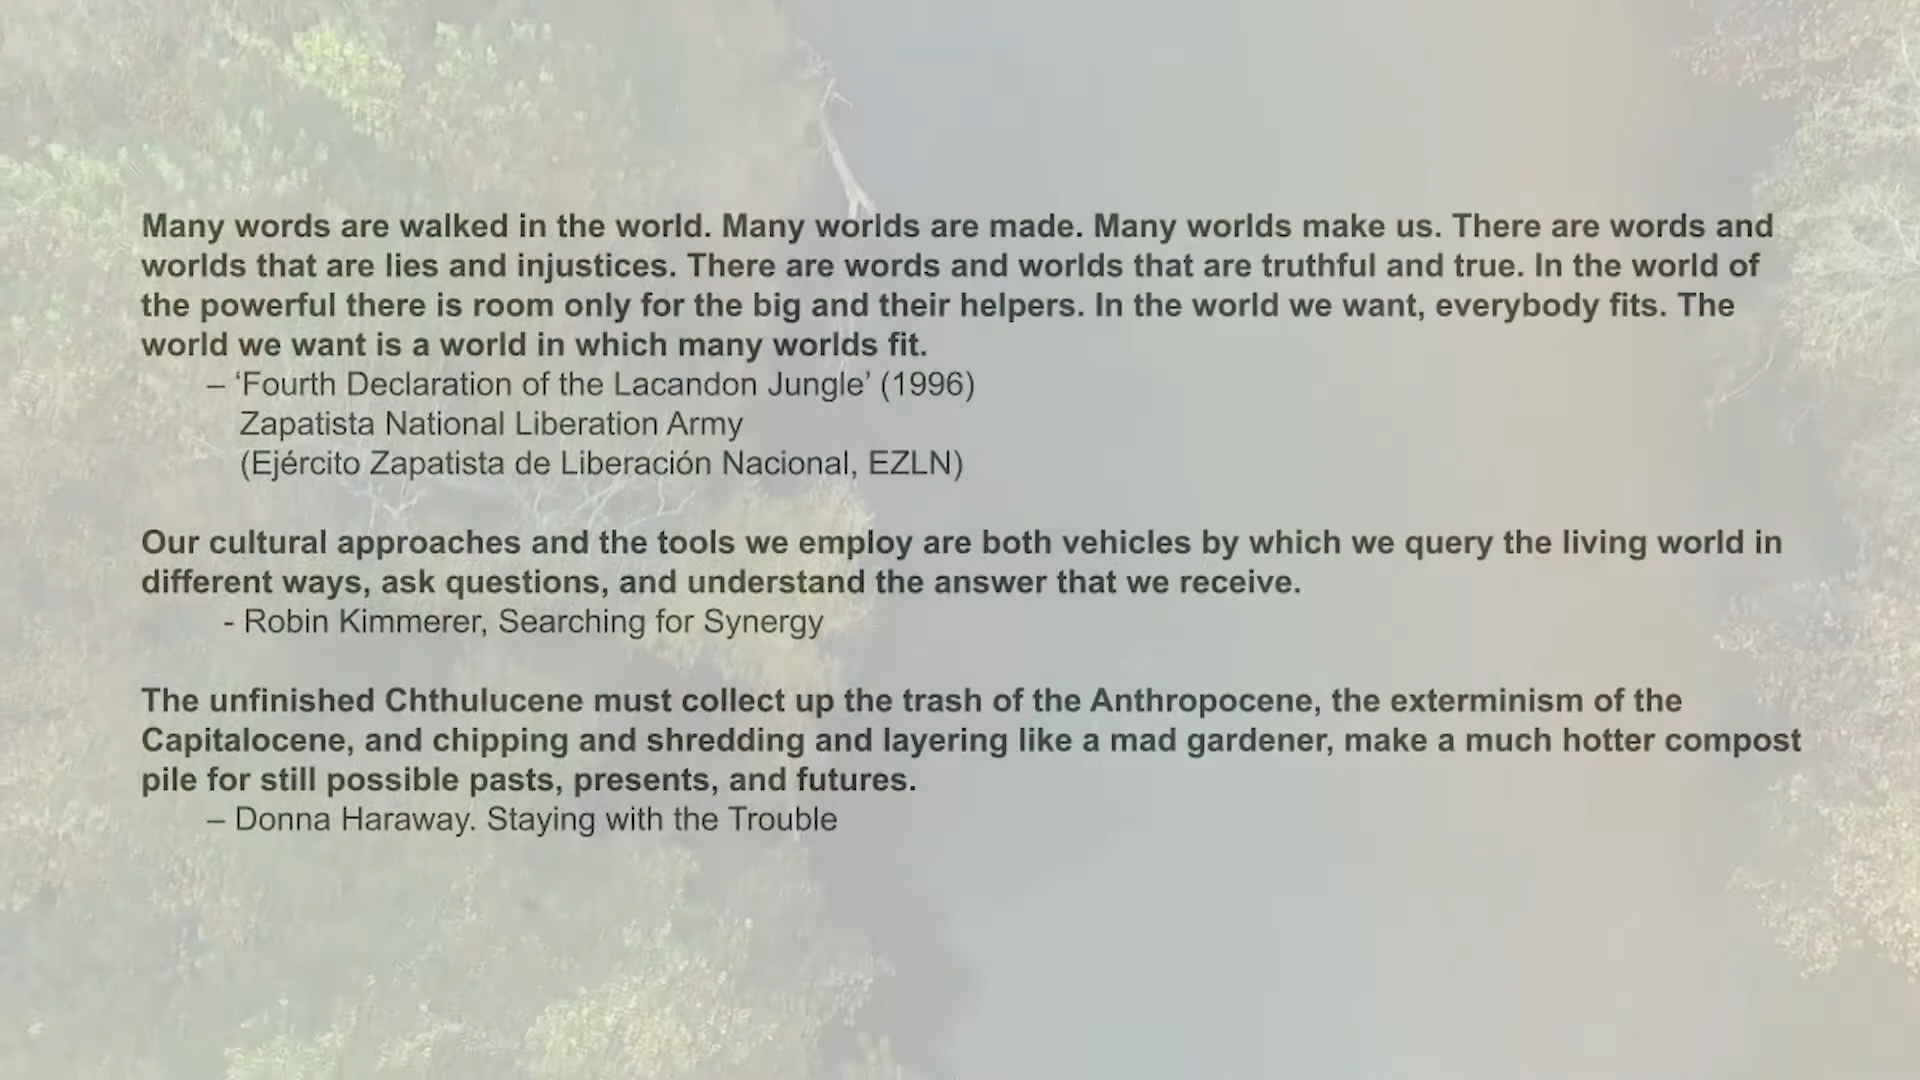 Many words are walked in the world. Many worlds are made. Many worlds make us. There are words and
worlds that are lies and injustices. There are words and worlds that are truthful and true. In the world of
the powerful there is room only for the big and their helpers. In the world we want, everybody fits. The
world we want is a world in which many worlds fit.
– ‘Fourth Declaration of the Lacandon Jungle’ (1996)
Zapatista National Liberation Army
(Ejército Zapatista de Liberación Nacional, EZLN)
Our cultural approaches and the tools we employ are both vehicles by which we query the living world in
different ways, ask questions, and understand the answer that we receive.
- Robin Kimmerer, Searching for Synergy
The unfinished Chthulucene must collect up the trash of the Anthropocene, the exterminism of the
Capitalocene, and chipping and shredding and layering like a mad gardener, make a much hotter compost
pile for still possible pasts, presents, and futures.
– Donna Haraway. Staying with the Trouble